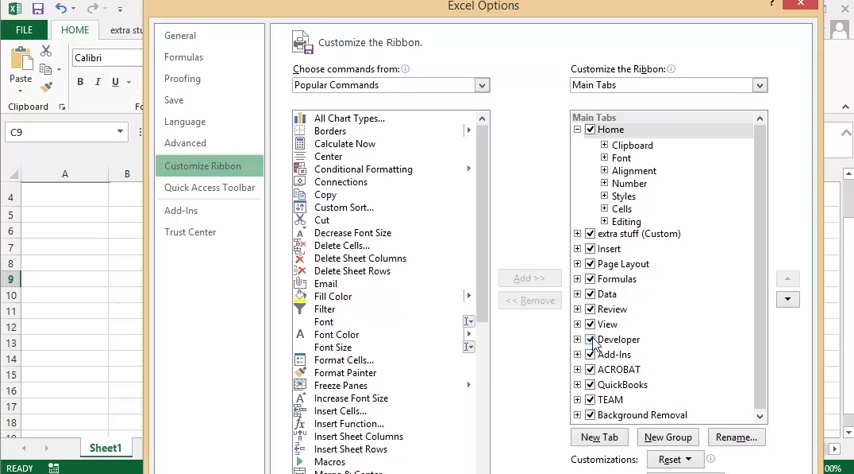 Excel Options
?
FILE
HOME
extra stu
Paste
Calibri
B I U
Clipboard
Fo
C9
A
B
4
5
6
7
8
9
10
11
12
13
14
15
16
17
18
Sheet1
READY
00%
General
Formulas
Proofing
Save
Language
Advanced
Customize Ribbon
Quick Access Toolbar
Add-Ins
Trust Center
Customize the Ribbon.
Choose commands from:
Popular Commands
All Chart Types...
Borders
Calculate Now
Center
Conditional Formatting
Connections
Copy
Custom Sort...
Cut
Decrease Font Size
Delete Cells...
Delete Sheet Columns
Delete Sheet Rows
Email
Fill Color
Filter
Font
Font Color
Font Size
Format Cells...
Format Painter
Freeze Panes
Increase Font Size
Insert Cells...
Insert Function...
Insert Sheet Columns
Insert Sheet Rows
Macros
Add >>
<< Remove
Customize the Ribbon:
Main Tabs
Main Tabs
Home
Clipboard
Font
Alignment
Number
Styles
Cells
Editing
extra stuff (Custom)
Insert
Page Layout
Formulas
Data
Review
View
Developer
Add-Ins
ACROBAT
QuickBooks
TEAM
Background Removal
New Tab
New Group
Rename...
Customizations:
Reset